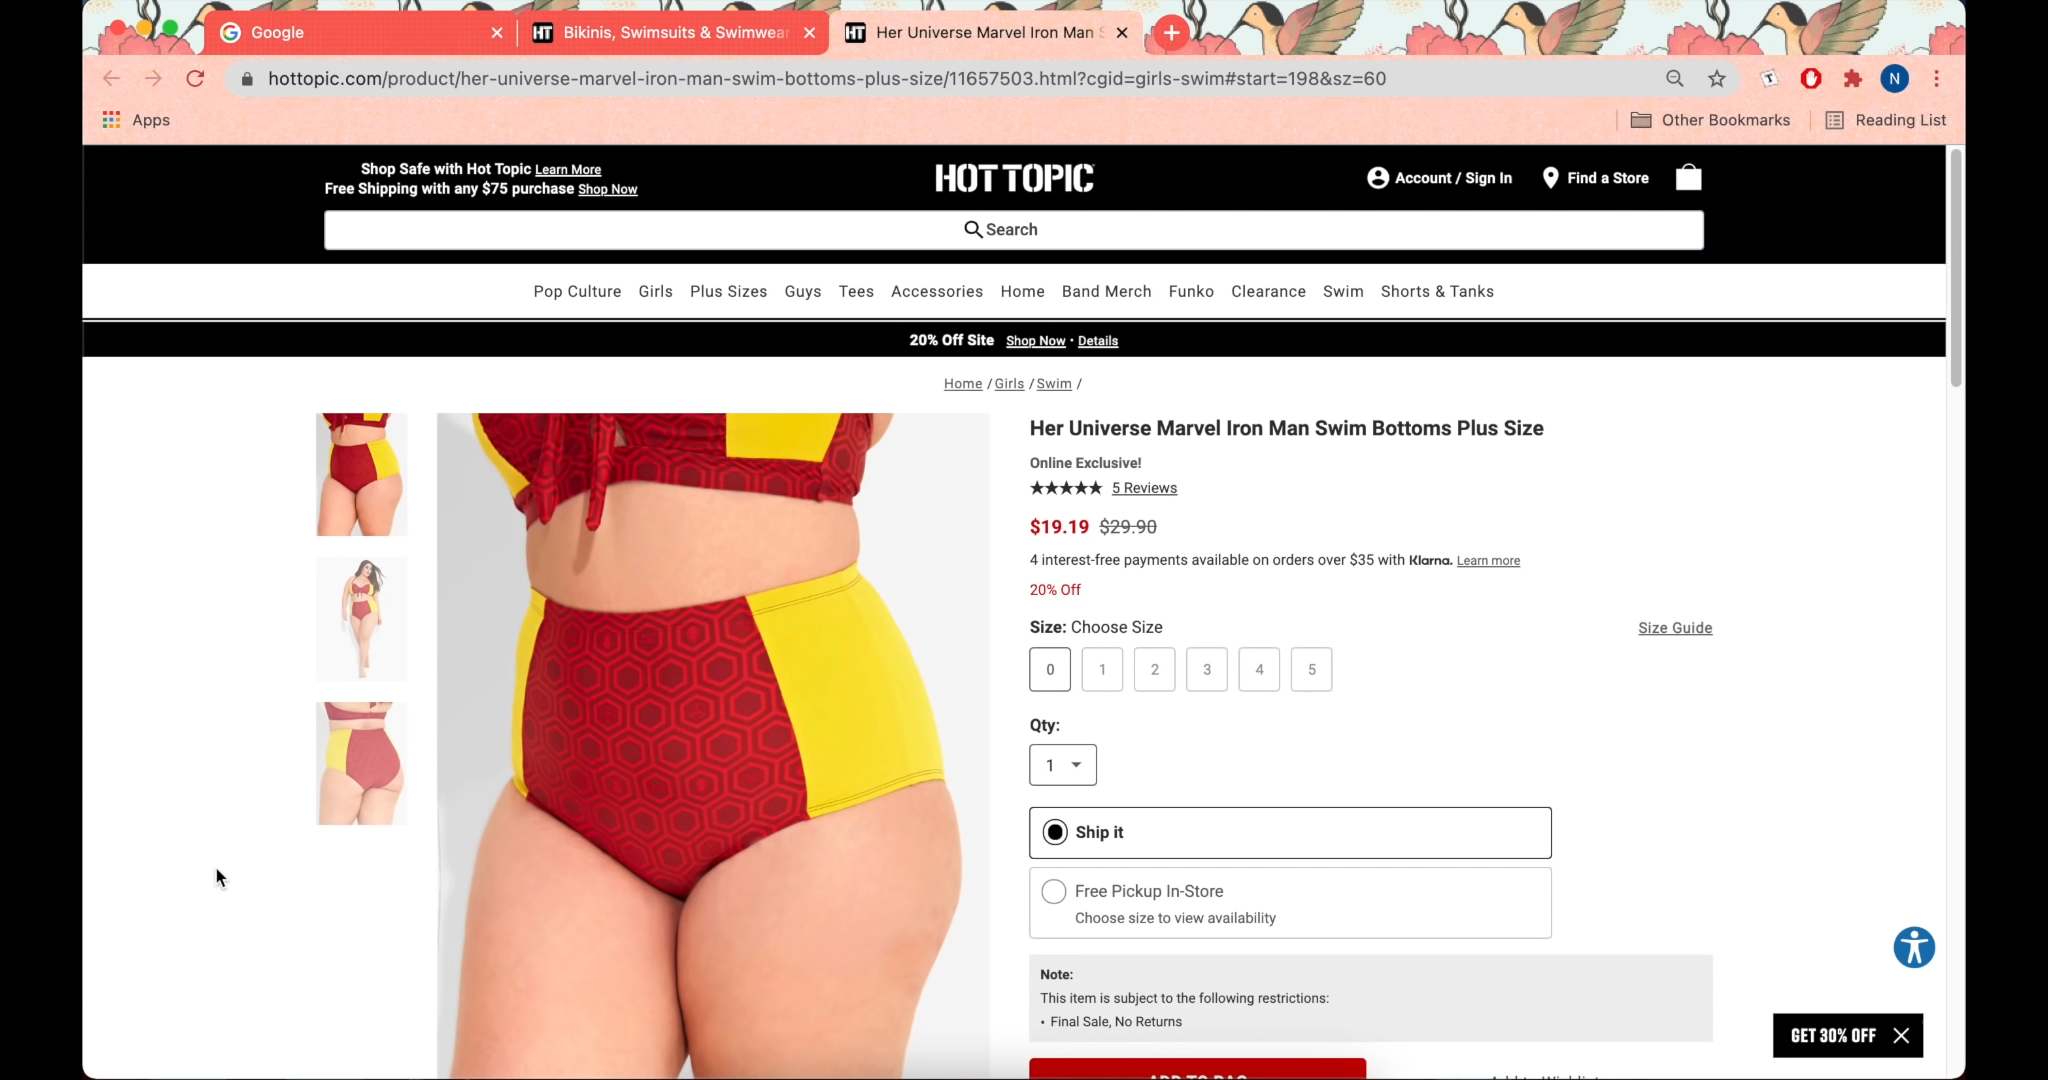 Google
HT Bikinis, Swimsuits & Swimwear
HT Her Universe Marvel Iron Man S
hottopic.com/product/her-universe-marvel-iron-man-swim-bottoms-plus-size/11657503.html?cgid=girls-swim#start=198&sz=60
T
N
Apps
Other Bookmarks
Reading List
Shop Safe with Hot Topic Learn More
Free Shipping with any $75 purchase Shop Now
HOT TOPIC
Account / Sign In
Find a Store
Search
Pop Culture Girls Plus Sizes Guys Tees Accessories Home Band Merch Funko Clearance Swim Shorts & Tanks
20% Off Site Shop Now • Details
Home / Girls / Swim /
Her Universe Marvel Iron Man Swim Bottoms Plus Size
Online Exclusive!
★★★★★ 5 Reviews
$19.19 $29.90
4 interest-free payments available on orders over $35 with Klarna. Learn more
20% Off
Size: Choose Size
Size Guide
0 1 2 3 4 5
Qty:
1
Ship it
Free Pickup In-Store
Choose size to view availability
Note:
This item is subject to the following restrictions:
• Final Sale, No Returns
GET 30% OFF
ADD TO BAG
Add to Wishlist